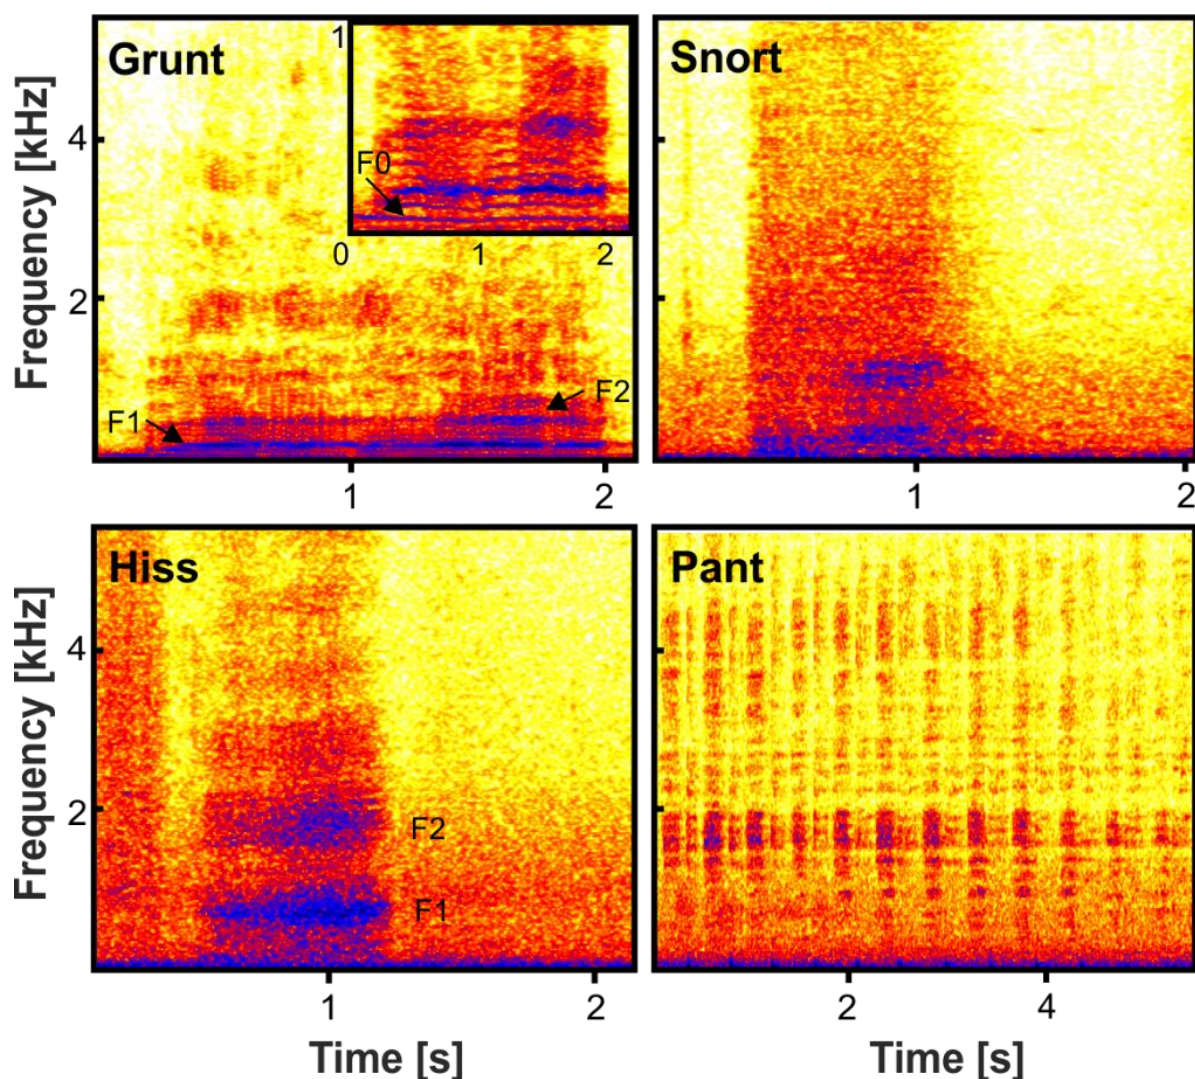 Grunt
1
F0
0 1 2
F1
F2
4
2
Frequency [kHz]
1 2
Snort
1 2
Hiss
4
2
Frequency [kHz]
F2
F1
1 2
Time [s]
Pant
2 4
Time [s]